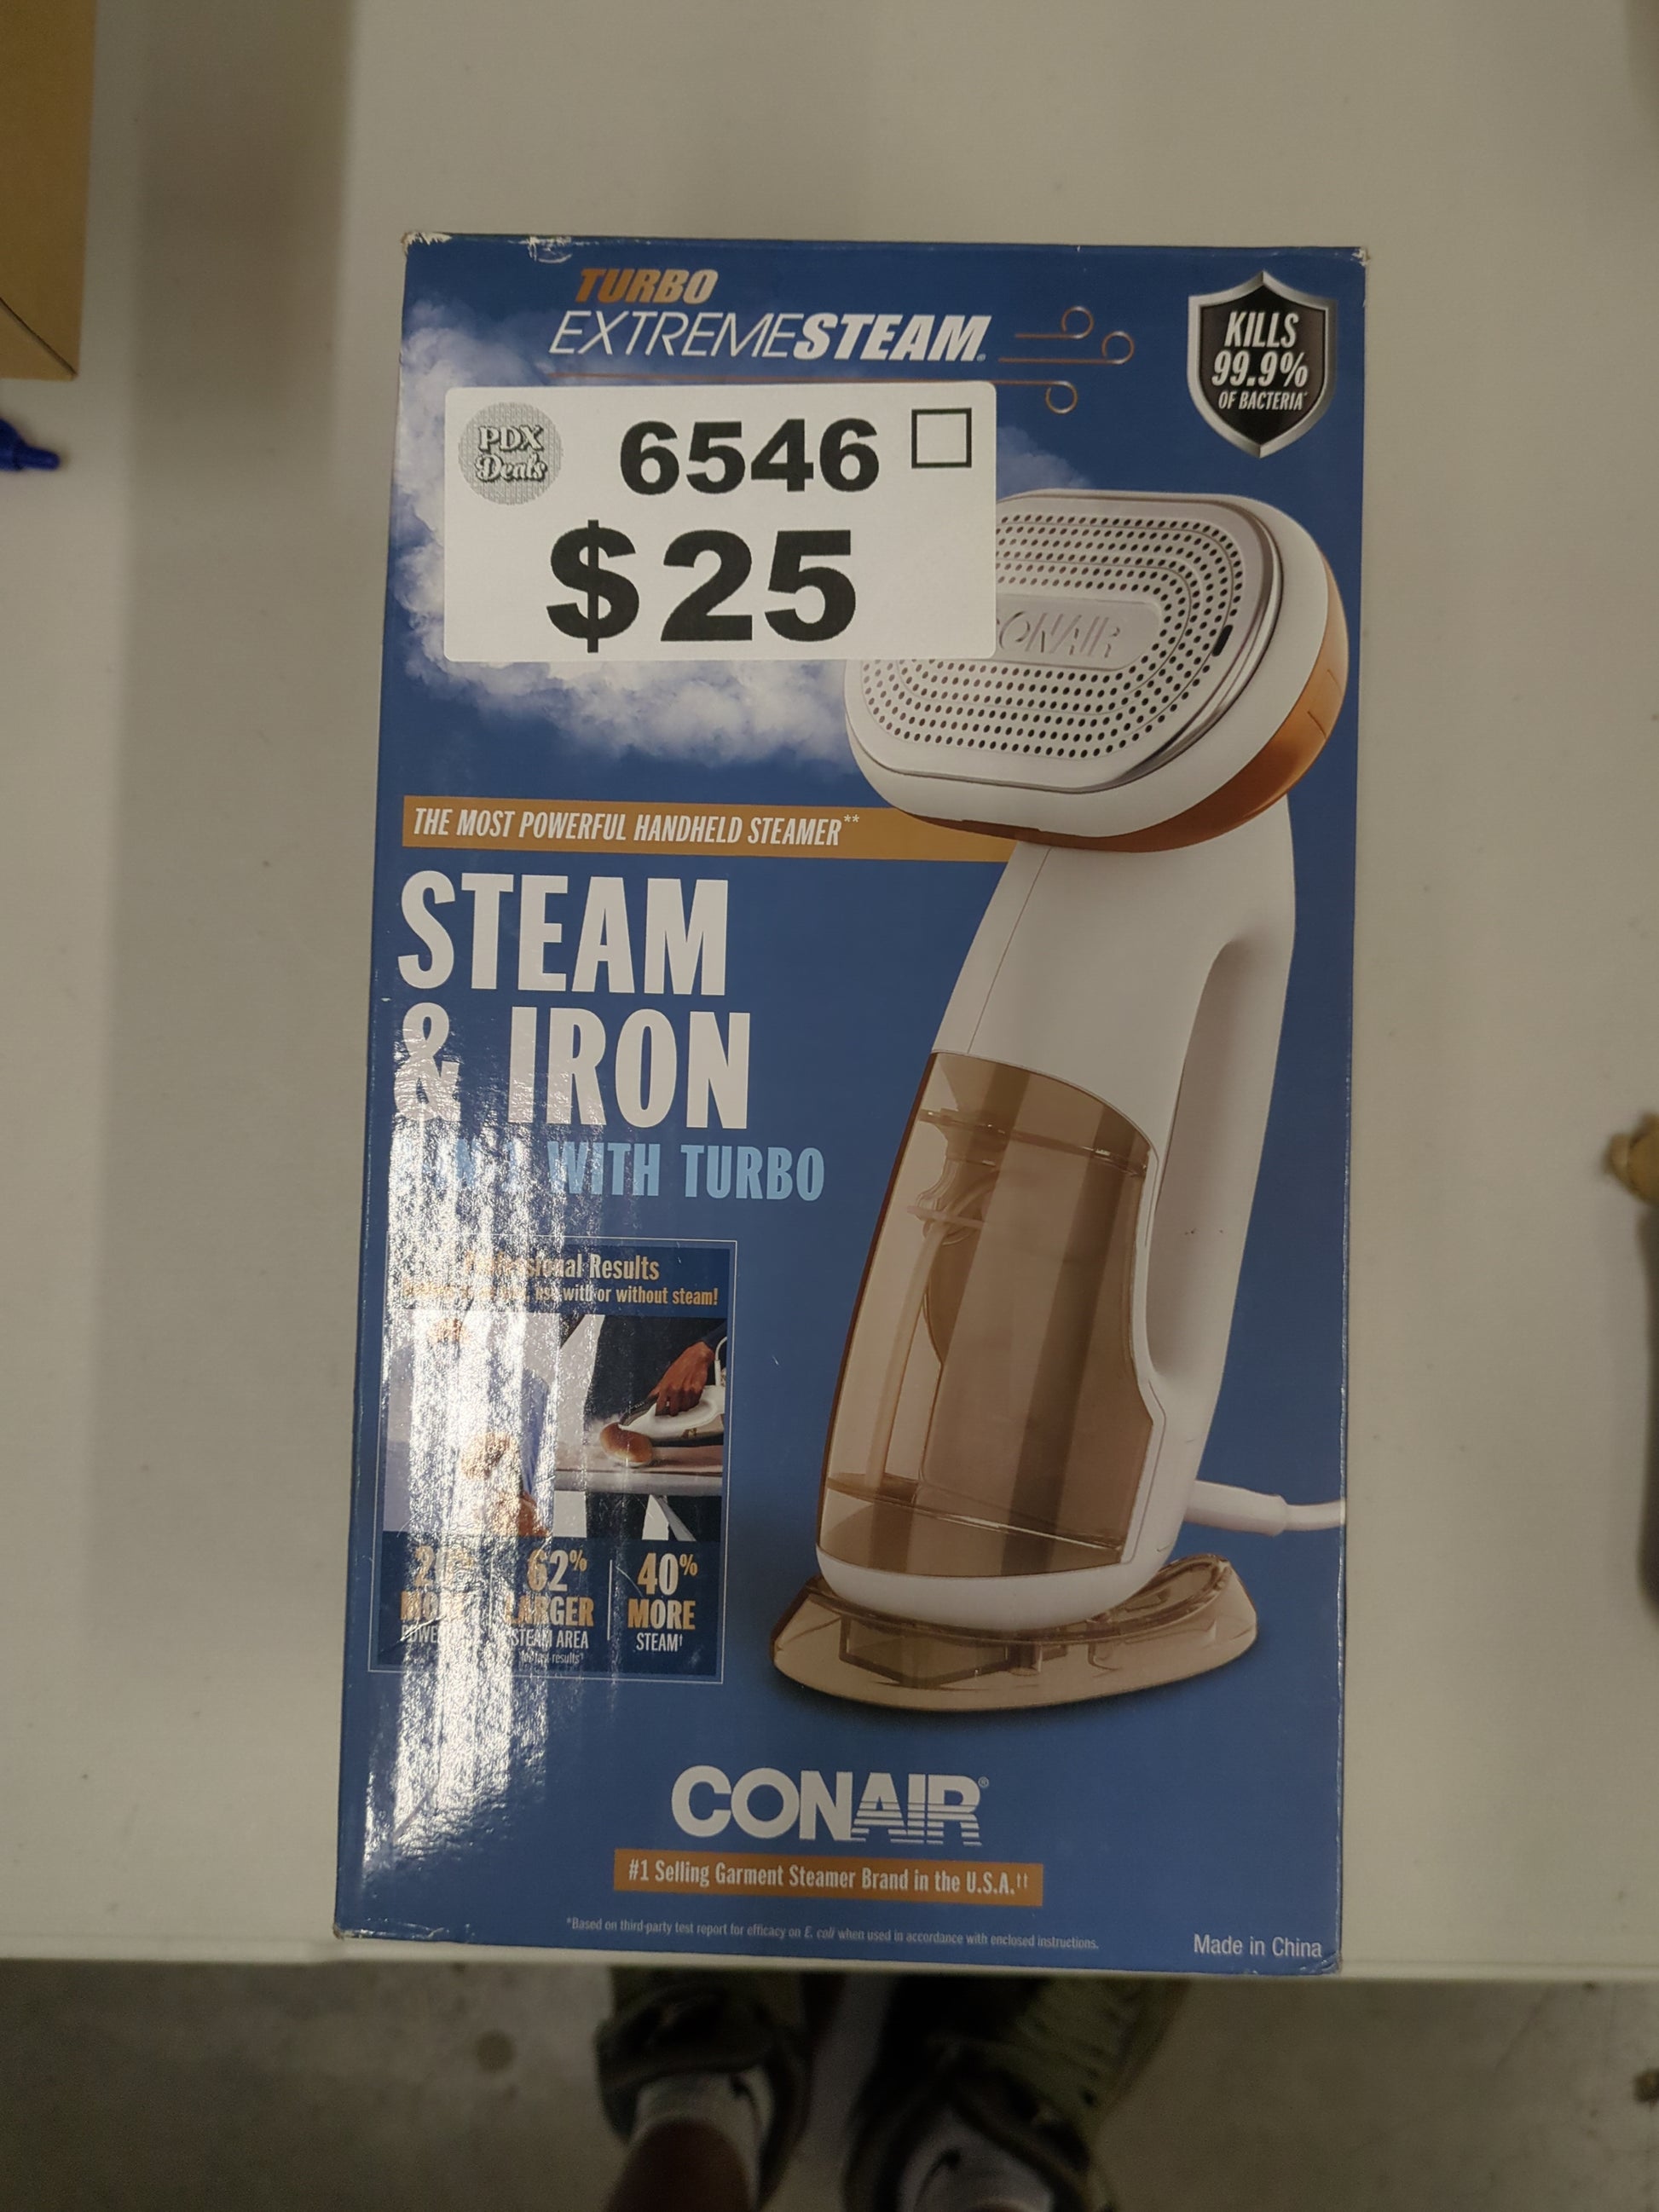 TURBO
EXTREMESTEAM®
KILLS
99.9%
OF BACTERIA*
PDX
Deals
6546
$25
CONAIR
THE MOST POWERFUL HANDHELD STEAMER**
STEAM
& IRON
WITH TURBO
Results
use with or without steam!
62%
LARGER
STEAM AREA
40%
MORE
STEAM†
CONAIR®
#1 Selling Garment Steamer Brand in the U.S.A.††
*Based on third-party test report for efficacy on E. coli when used in accordance with enclosed instructions.
Made in China